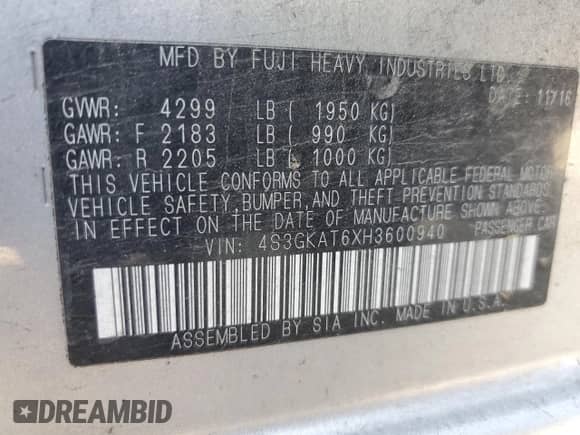 MFD BY FUJI HEAVY INDUSTRIES LTD.
DATE: 11/16
GVWR: 4299 LB ( 1950 KG)
GAWR: F 2183 LB ( 990 KG)
GAWR: R 2205 LB ( 1000 KG)
THIS VEHICLE CONFORMS TO ALL APPLICABLE FEDERAL MOTOR
VEHICLE SAFETY, BUMPER, AND THEFT PREVENTION STANDARDS
IN EFFECT ON THE DATE OF MANUFACTURE SHOWN ABOVE.
VIN: 4S3GKAT6XH3600940 PASSENGER CAR
ASSEMBLED BY SIA INC. MADE IN U.S.A.
DREAMBID